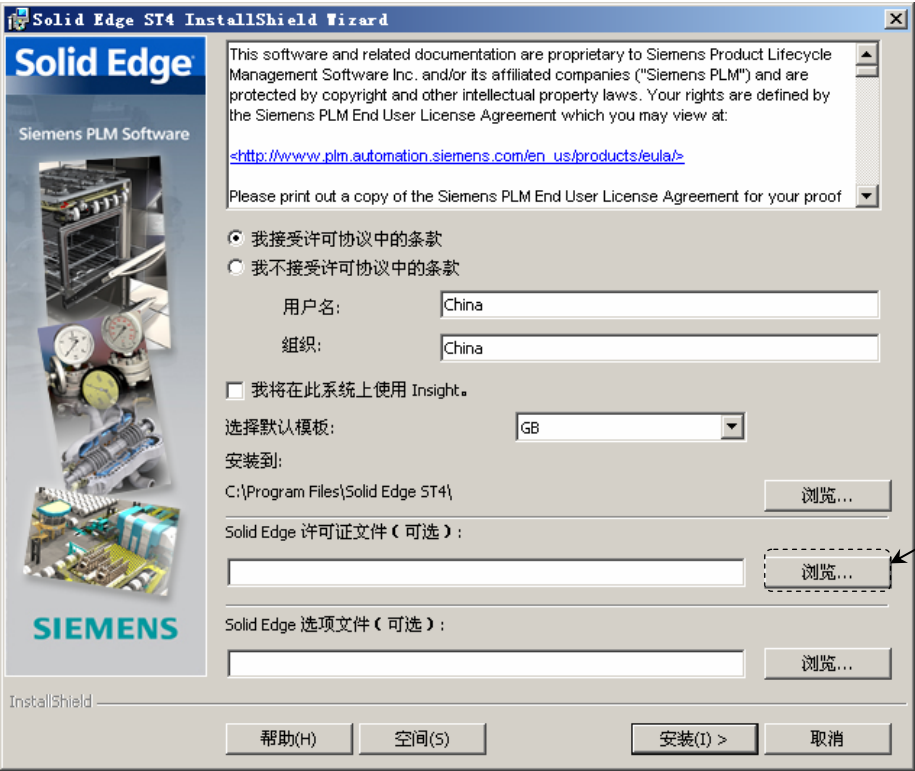 Solid Edge ST4 InstallShield Wizard
Solid Edge
Siemens PLM Software
This software and related documentation are proprietary to Siemens Product Lifecycle
Management Software Inc. and/or its affiliated companies ("Siemens PLM") and are
protected by copyright and other intellectual property laws. Your rights are defined by
the Siemens PLM End User License Agreement which you may view at:
<http://www.plm.automation.siemens.com/en_us/products/eula/>
Please print out a copy of the Siemens PLM End User License Agreement for your proof
我接受许可协议中的条款
我不接受许可协议中的条款
用户名: China
组织: China
我将在此系统上使用 Insight。
选择默认模板: GB
安装到:
C:\Program Files\Solid Edge ST4\ 浏览...
Solid Edge 许可证文件(可选):
浏览...
SIEMENS
Solid Edge 选项文件(可选):
浏览...
InstallShield
帮助(H) 空间(S) 安装(I) > 取消